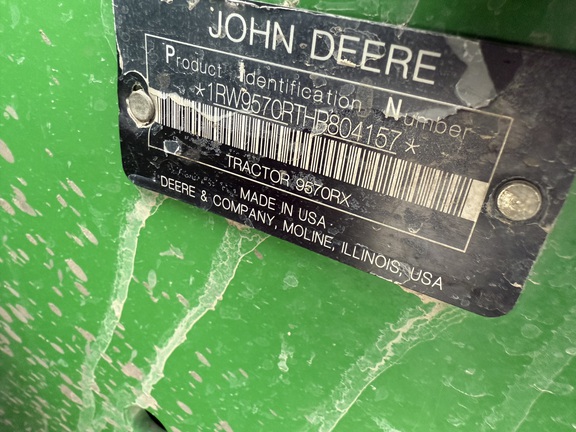 JOHN DEERE
Product Identification Number
*1RW9570RTHP804157*
TRACTOR 9570RX
MADE IN USA
DEERE & COMPANY, MOLINE, ILLINOIS, USA